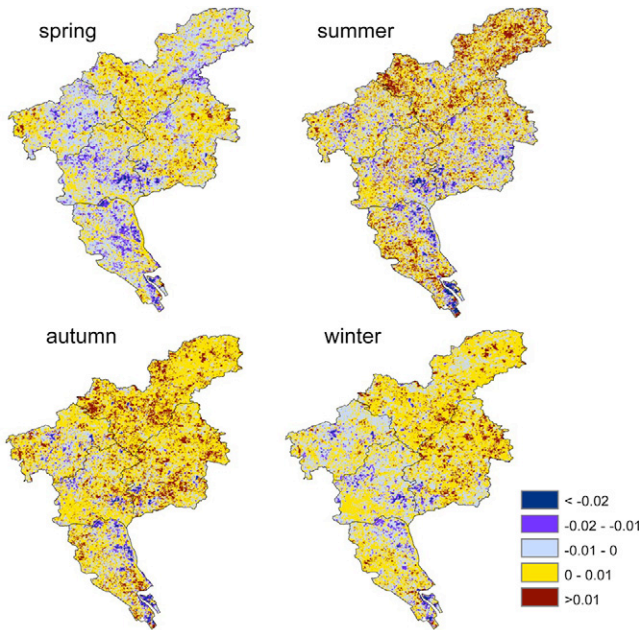 spring
summer
autumn
winter
< -0.02
-0.02 - -0.01
-0.01 - 0
0 - 0.01
>0.01